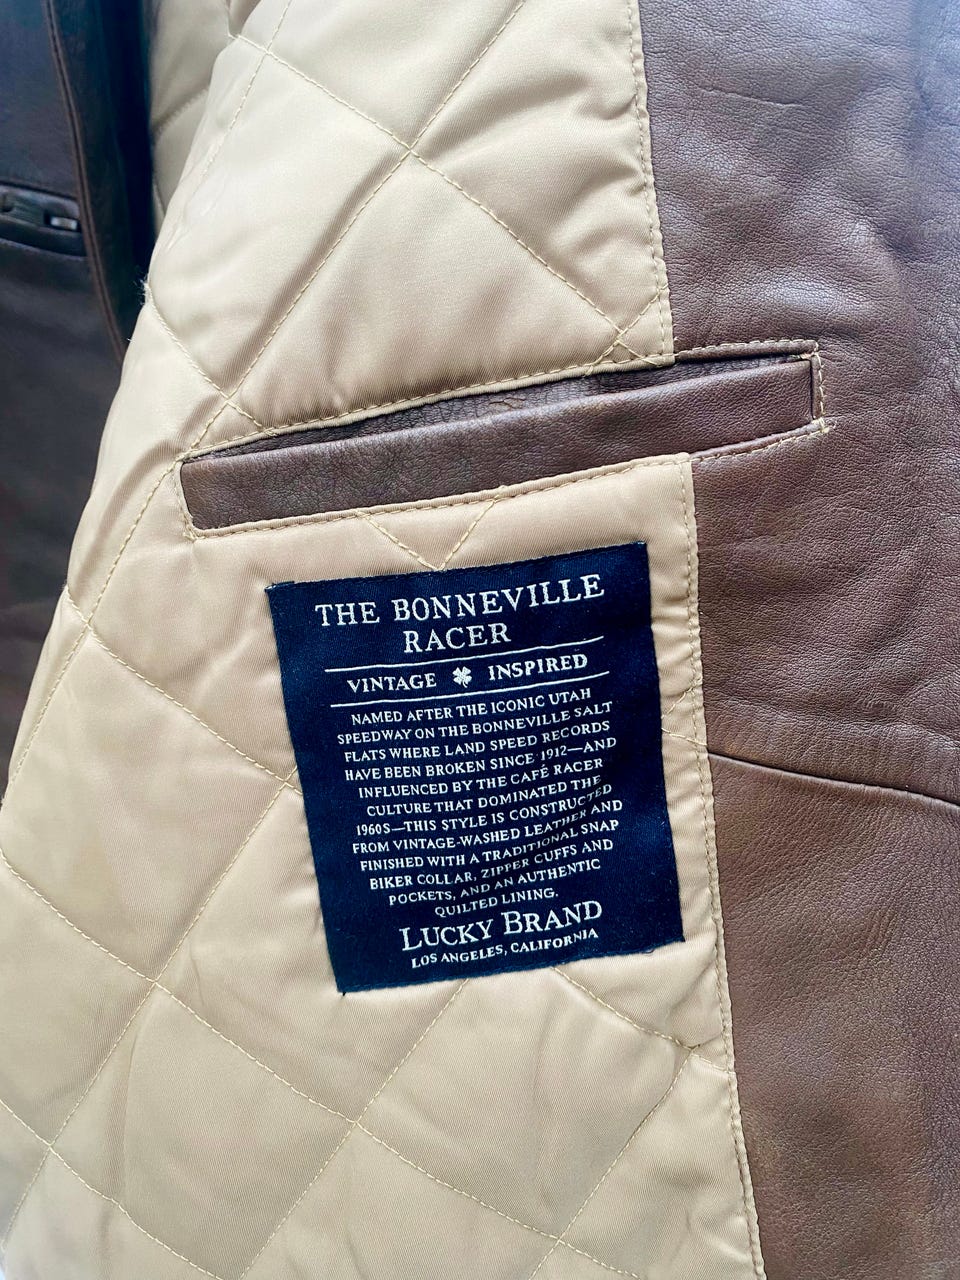 THE BONNEVILLE
RACER
VINTAGE INSPIRED
NAMED AFTER THE ICONIC UTAH
SPEEDWAY ON THE BONNEVILLE SALT
FLATS WHERE LAND SPEED RECORDS
HAVE BEEN BROKEN SINCE 1912—AND
INFLUENCED BY THE CAFÉ RACER
CULTURE THAT DOMINATED THE
1960S—THIS STYLE IS CONSTRUCTED
FROM VINTAGE-WASHED LEATHER AND
FINISHED WITH A TRADITIONAL SNAP
BIKER COLLAR, ZIPPER CUFFS AND
POCKETS, AND AN AUTHENTIC
QUILTED LINING.
LUCKY BRAND
LOS ANGELES, CALIFORNIA